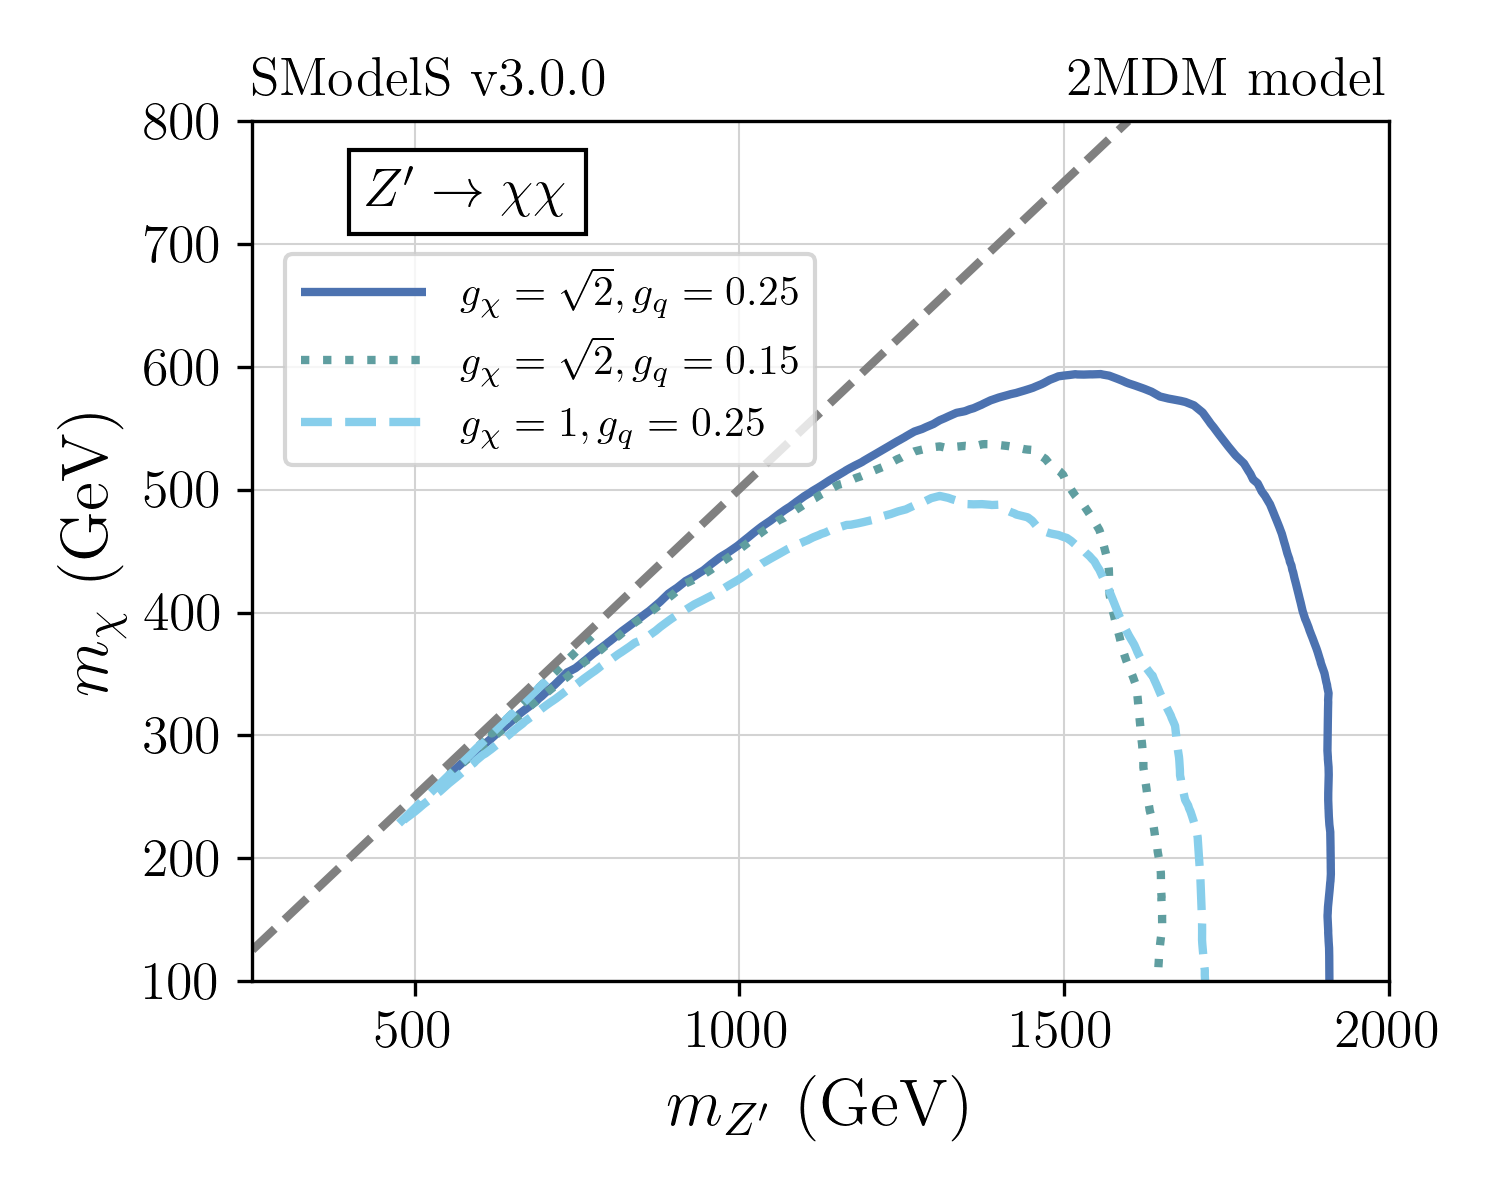 SModelS v3.0.0
2MDM model
Z′ → χχ
g_χ = √2, g_q = 0.25
g_χ = √2, g_q = 0.15
g_χ = 1, g_q = 0.25
800
700
600
500
400
300
200
100
m_χ (GeV)
500
1000
1500
2000
m_Z′ (GeV)